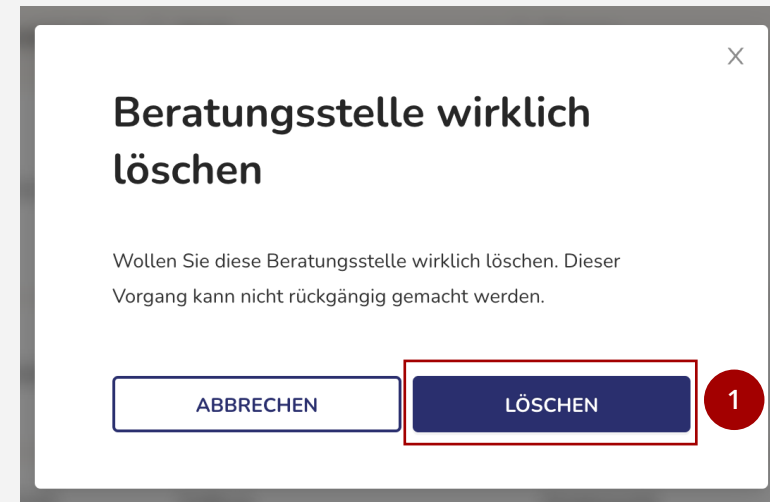 Beratungsstelle wirklich
löschen
Wollen Sie diese Beratungsstelle wirklich löschen. Dieser
Vorgang kann nicht rückgängig gemacht werden.
ABBRECHEN
LÖSCHEN
1